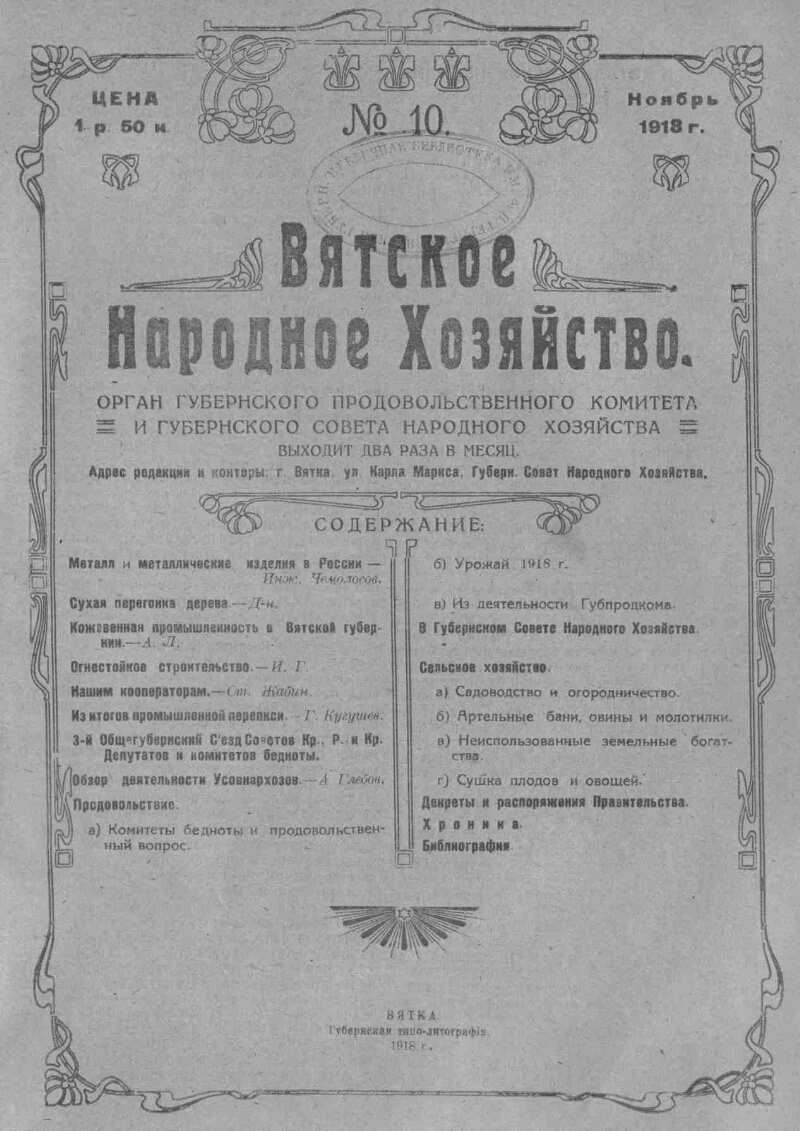 ЦЕНА
1 р. 50 к.
№ 10.
Ноябрь
1918 г.
Вятское
Народное Хозяйство.
ОРГАН ГУБЕРНСКОГО ПРОДОВОЛЬСТВЕННОГО КОМИТЕТА
И ГУБЕРНСКОГО СОВЕТА НАРОДНОГО ХОЗЯЙСТВА
ВЫХОДИТ ДВА РАЗА В МЕСЯЦ.
Адрес редакции и конторы: г. Вятка, ул. Карла Маркса, Губерн. Совет Народного Хозяйства.
СОДЕРЖАНИЕ:
Металл и металлические изделия в России —
Инж. Чемолосов.
Сухая перегонка дерева.—Д-н.
Кожевенная промышленность в Вятской губер-
нии.—А. Л.
Огнестойкое строительство.—И. Г.
Нашим кооператорам.—Ст. Жабин.
Из итогов промышленной переписи.—Г. Кугушев.
3-й Общегубернский С'езд Советов Кр., Р. и Кр.
Депутатов и комитетов бедноты.
Обзор деятельности Усовнархозов.—А Глебов.
Продовольствие.
а) Комитеты бедноты и продовольствен-
ный вопрос.
б) Урожай 1918 г.
в) Из деятельности Губпродкома.
В Губернском Совете Народного Хозяйства.
Сельское хозяйство.
а) Садоводство и огородничество.
б) Артельные бани, овины и молотилки.
в) Неиспользованные земельные богат-
ства.
г) Сушка плодов и овощей.
Декреты и распоряжения Правительства.
Хроника.
Библиография.
ВЯТКА
Губернская типо-литографія
1918 г.